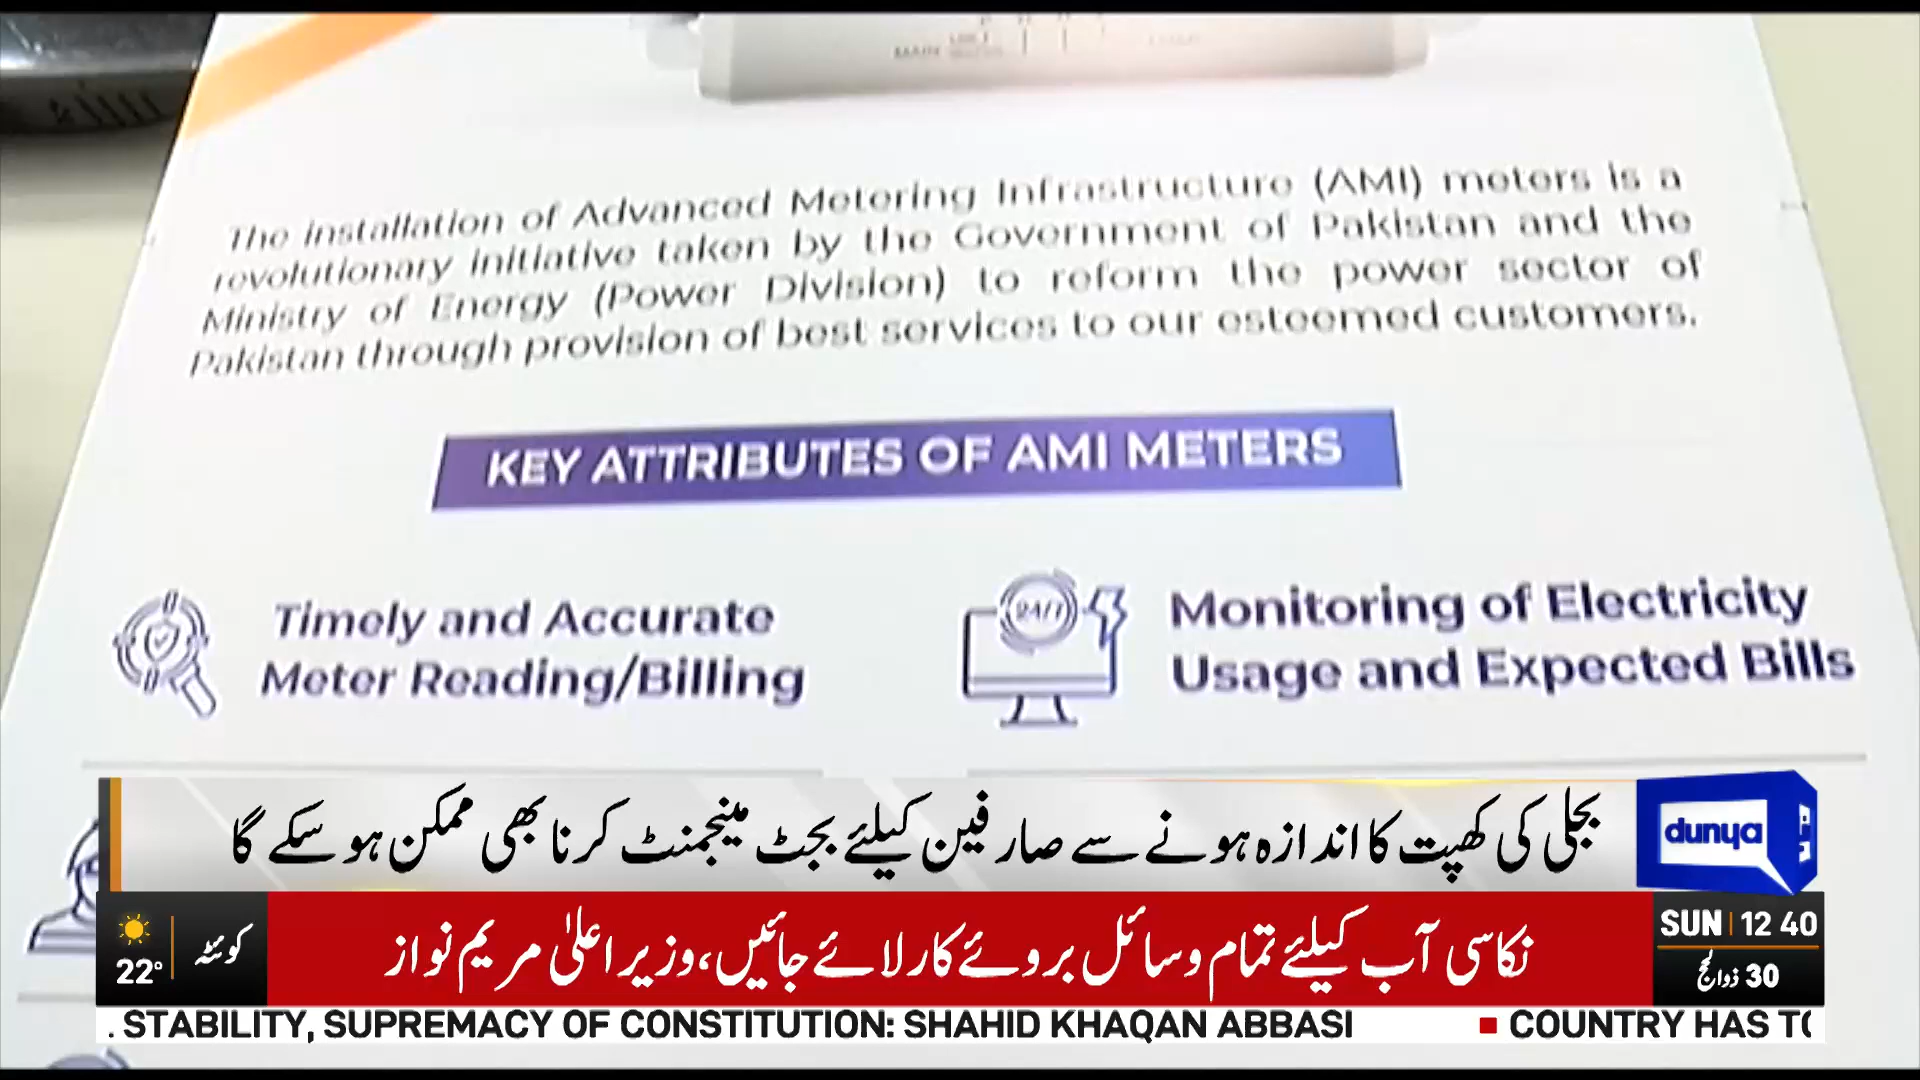 The installation of Advanced Metering Infrastructure (AMI) meters is a
revolutionary initiative taken by the Government of Pakistan and the
Ministry of Energy (Power Division) to reform the power sector of
Pakistan through provision of best services to our esteemed customers.
KEY ATTRIBUTES OF AMI METERS
Timely and Accurate
Meter Reading/Billing
24/7
Monitoring of Electricity
Usage and Expected Bills
بجلی کی کھپت کا اندازہ ہونے سے صارفین کیلئے بجٹ مینجمنٹ کرنا بھی ممکن ہو سکے گا
dunya
نکاسی آب کیلئے تمام وسائل بروئے کار لائے جائیں، وزیر اعلیٰ مریم نواز
کوئٹہ
22°
SUN 12 40
30 ذوالحج
. STABILITY, SUPREMACY OF CONSTITUTION: SHAHID KHAQAN ABBASI
COUNTRY HAS